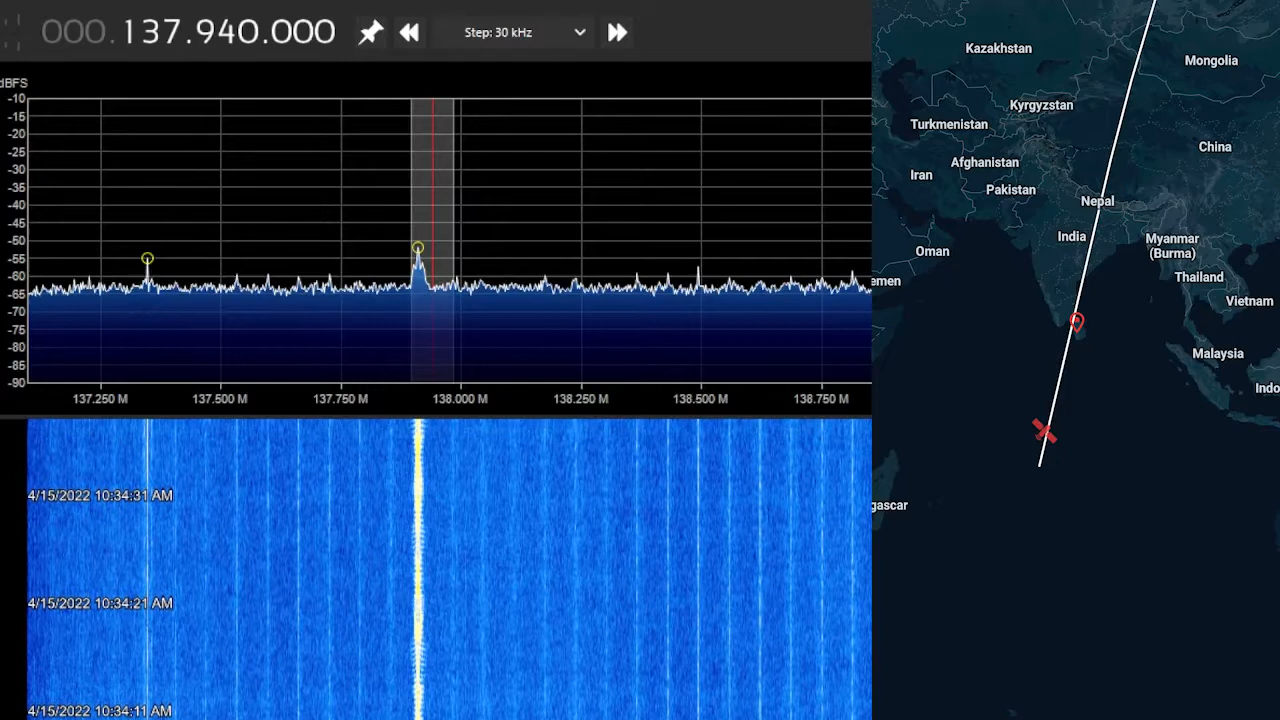 000.137.940.000
Step: 30 kHz
dBFS
-10
-15
-20
-25
-30
-35
-40
-45
-50
-55
-60
-65
-70
-75
-80
-85
-90
137.250 M 137.500 M 137.750 M 138.000 M 138.250 M 138.500 M 138.750 M
4/15/2022 10:34:31 AM
4/15/2022 10:34:21 AM
4/15/2022 10:34:11 AM
Kazakhstan
Mongolia
Kyrgyzstan
Turkmenistan
China
Afghanistan
Iran
Pakistan
Nepal
India
Myanmar
(Burma)
Oman
Thailand
emen
Vietnam
Malaysia
Indo
gascar